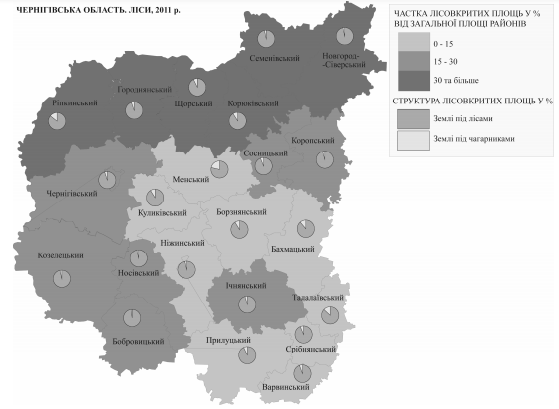 ЧЕРНІГІВСЬКА ОБЛАСТЬ. ЛІСИ, 2011 р.
ЧАСТКА ЛІСОВКРИТИХ ПЛОЩЬ У %
ВІД ЗАГАЛЬНОЇ ПЛОЩІ РАЙОНІВ
0 - 15
15 - 30
30 та більше
СТРУКТУРА ЛІСОВКРИТИХ ПЛОЩЬ У %
Землі під лісами
Землі під чагарниками
Семенівський
Новгород-
-Сіверський
Ріпкинський
Городнянський
Щорський
Корюківський
Сосницький
Коропський
Менський
Чернігівський
Куликівський
Борзнянський
Ніжинський
Бахмацький
Козелецький
Носівський
Ічнянський
Талалаївський
Бобровицький
Прилуцький
Срібнянський
Варвинський